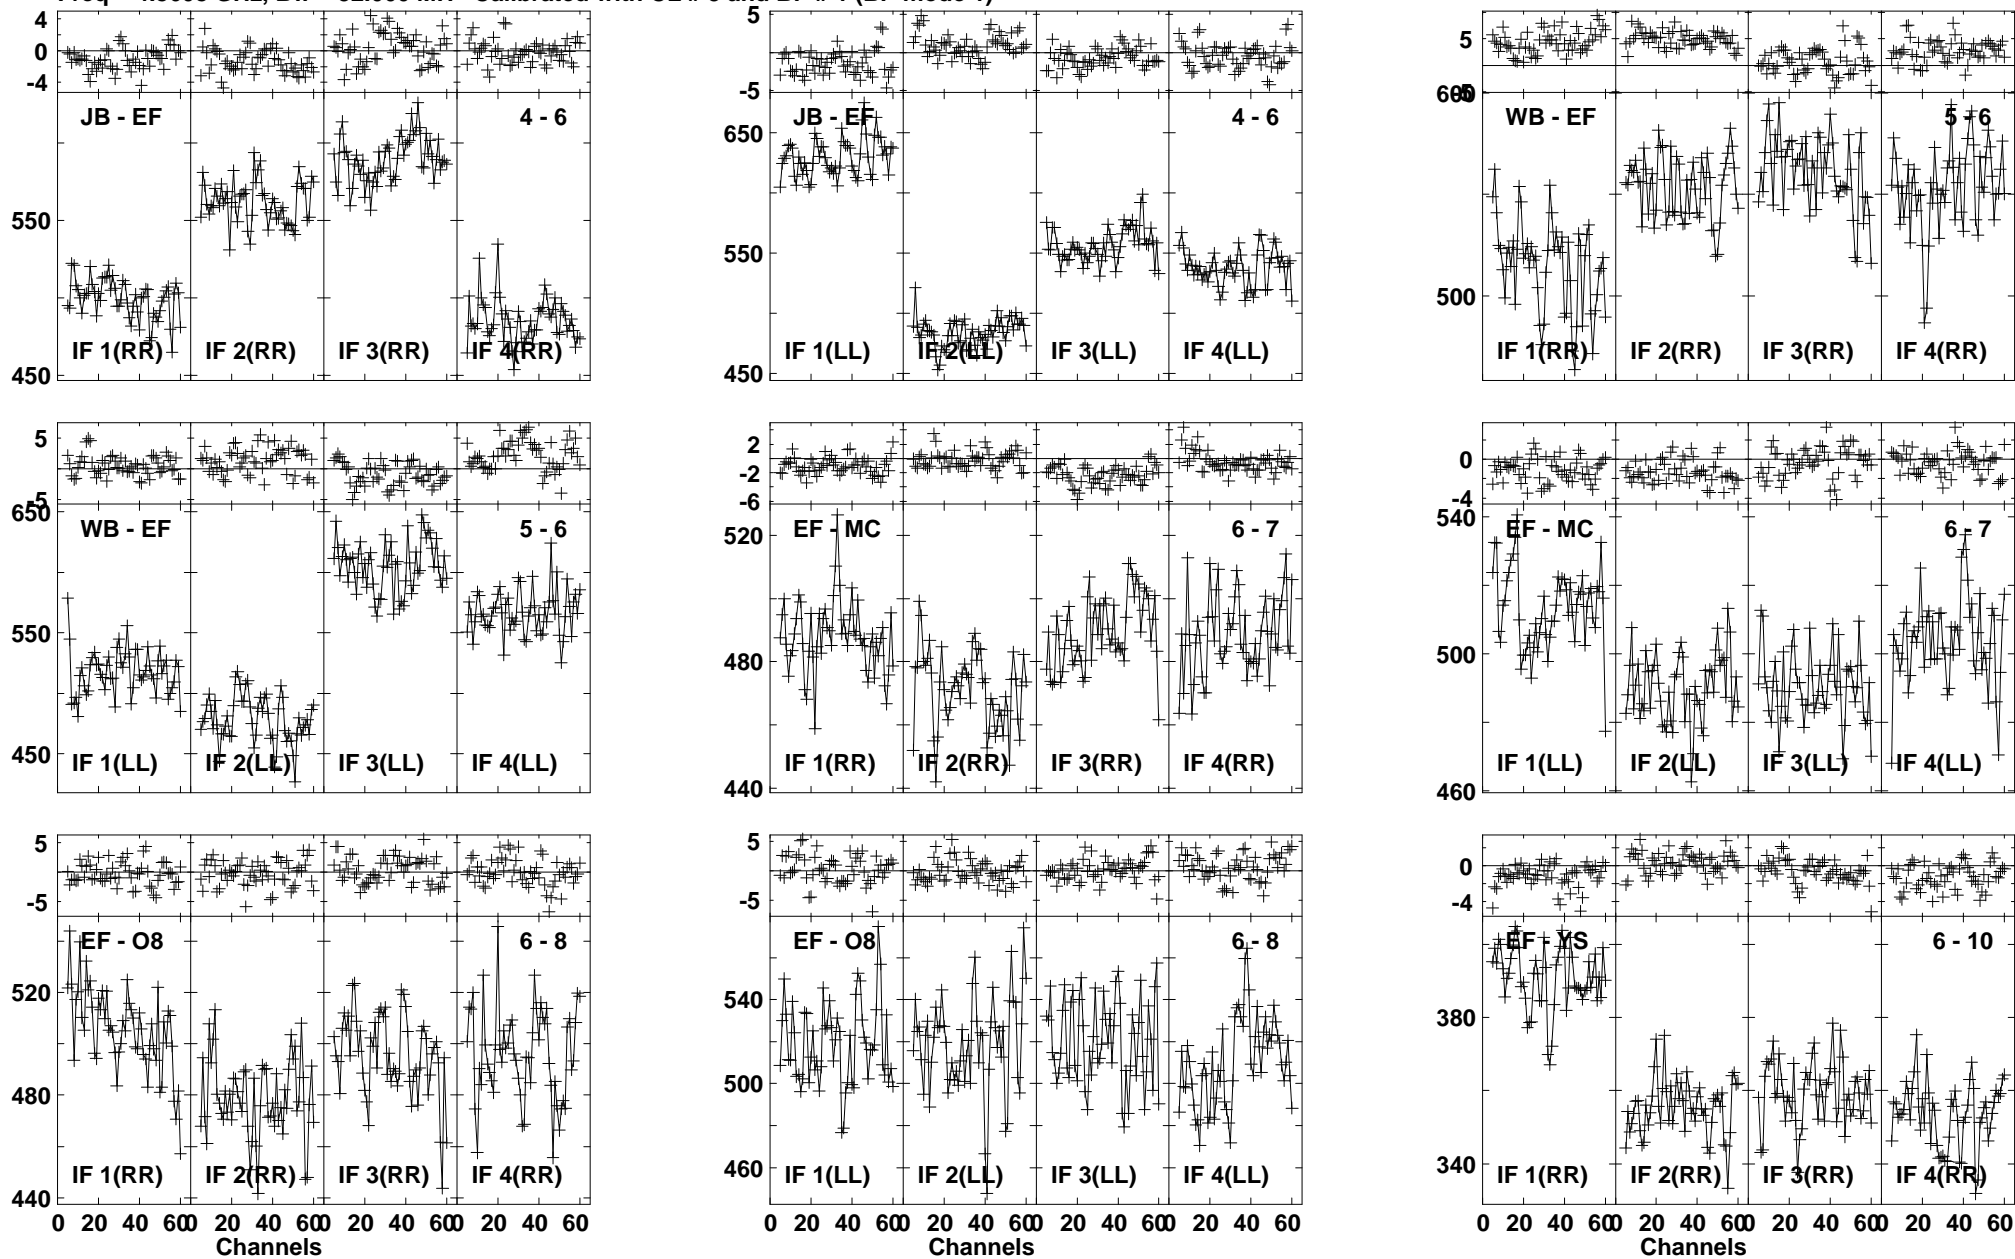 4
0
-4
JB - EF
4 - 6
550
450
IF 1(RR)
IF 2(RR)
IF 3(RR)
IF 4(RR)
5
-5
JB - EF
4 - 6
650
550
450
IF 1(LL)
IF 2(LL)
IF 3(LL)
IF 4(LL)
5
-5
600
WB - EF
5 - 6
500
IF 1(RR)
IF 2(RR)
IF 3(RR)
IF 4(RR)
5
-5
650
WB - EF
5 - 6
550
450
IF 1(LL)
IF 2(LL)
IF 3(LL)
IF 4(LL)
2
-2
-6
EF - MC
6 - 7
520
480
440
IF 1(RR)
IF 2(RR)
IF 3(RR)
IF 4(RR)
0
-4
540
EF - MC
6 - 7
500
460
IF 1(LL)
IF 2(LL)
IF 3(LL)
IF 4(LL)
5
-5
EF - O8
6 - 8
520
480
440
IF 1(RR)
IF 2(RR)
IF 3(RR)
IF 4(RR)
0 20 40 60 0 20 40 60 0 20 40 60 0 20 40 60
Channels
5
-5
EF - O8
6 - 8
540
500
460
IF 1(LL)
IF 2(LL)
IF 3(LL)
IF 4(LL)
0 20 40 60 0 20 40 60 0 20 40 60 0 20 40 60
Channels
0
-4
EF - YS
6 - 10
380
340
IF 1(RR)
IF 2(RR)
IF 3(RR)
IF 4(RR)
0 20 40 60 0 20 40 60 0 20 40 60 0 20 40 60
Channels